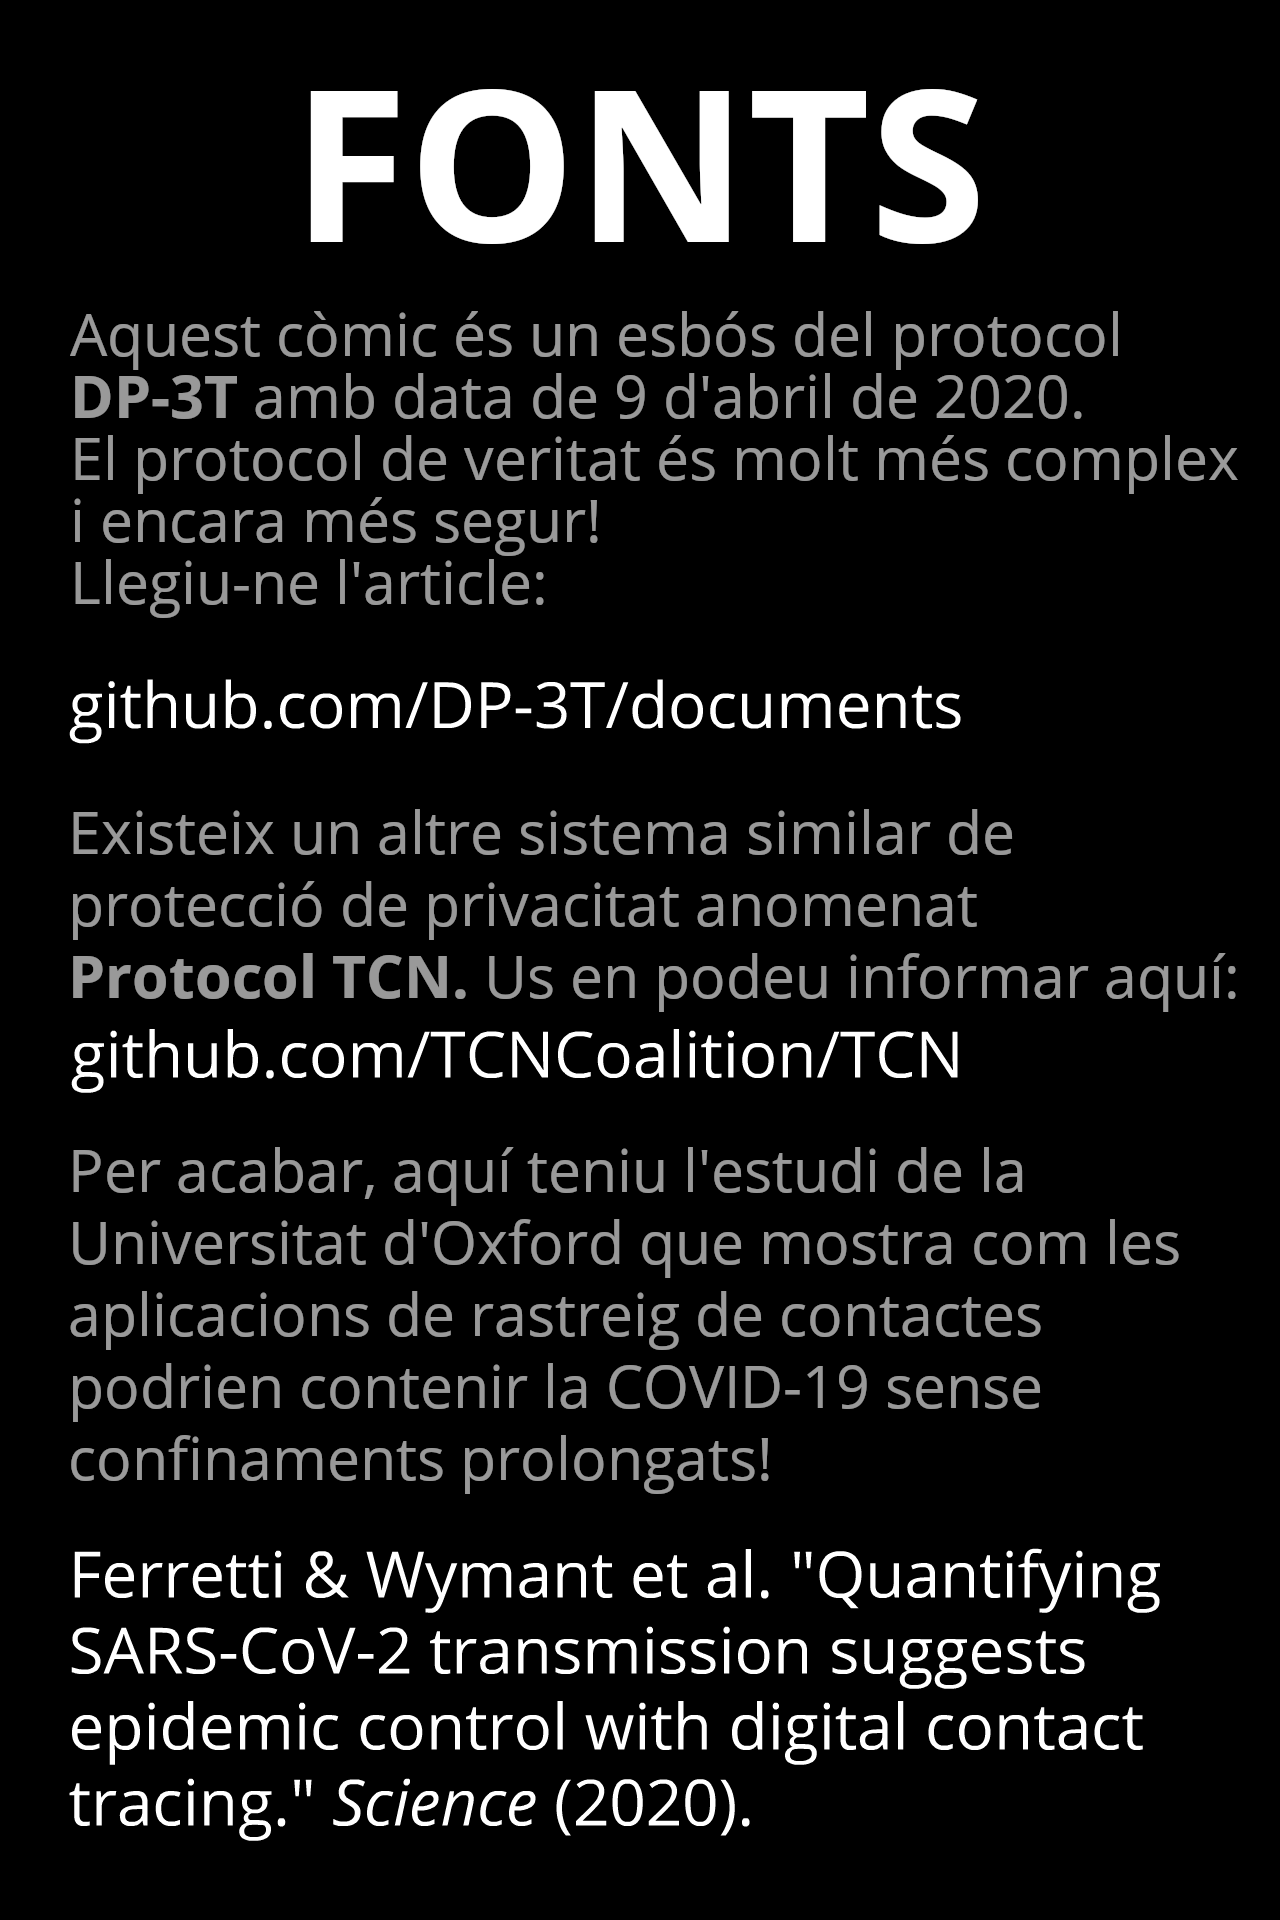 FONTS
Aquest còmic és un esbós del protocol
DP-3T amb data de 9 d'abril de 2020.
El protocol de veritat és molt més complex
i encara més segur!
Llegiu-ne l'article:
github.com/DP-3T/documents
Existeix un altre sistema similar de
protecció de privacitat anomenat
Protocol TCN. Us en podeu informar aquí:
github.com/TCNCoalition/TCN
Per acabar, aquí teniu l'estudi de la
Universitat d'Oxford que mostra com les
aplicacions de rastreig de contactes
podrien contenir la COVID-19 sense
confinaments prolongats!
Ferretti & Wymant et al. "Quantifying
SARS-CoV-2 transmission suggests
epidemic control with digital contact
tracing." Science (2020).